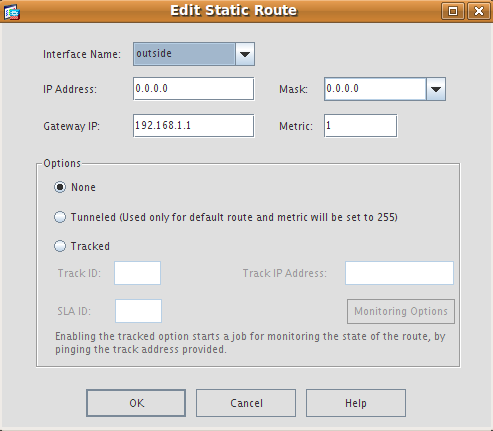 Edit Static Route
Interface Name: outside
IP Address: 0.0.0.0 Mask: 0.0.0.0
Gateway IP: 192.168.1.1 Metric: 1
Options
None
Tunneled (Used only for default route and metric will be set to 255)
Tracked
Track ID: Track IP Address:
SLA ID: Monitoring Options
Enabling the tracked option starts a job for monitoring the state of the route, by
pinging the track address provided.
OK Cancel Help